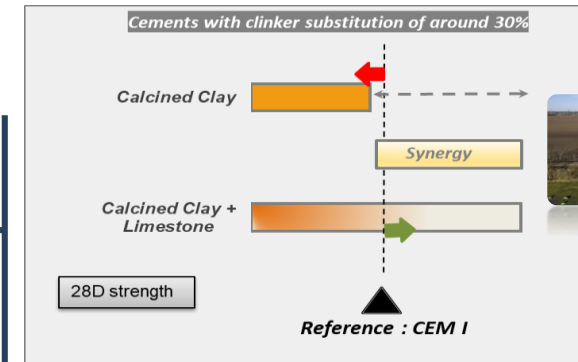 Cements with clinker substitution of around 30%
Calcined Clay
Synergy
Calcined Clay +
Limestone
28D strength
Reference : CEM I